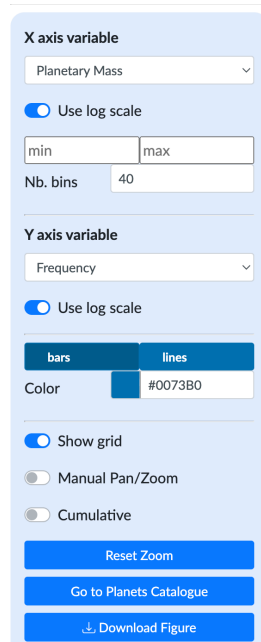 X axis variable
Planetary Mass
Use log scale
min max
Nb. bins 40
Y axis variable
Frequency
Use log scale
bars lines
Color #0073B0
Show grid
Manual Pan/Zoom
Cumulative
Reset Zoom
Go to Planets Catalogue
Download Figure